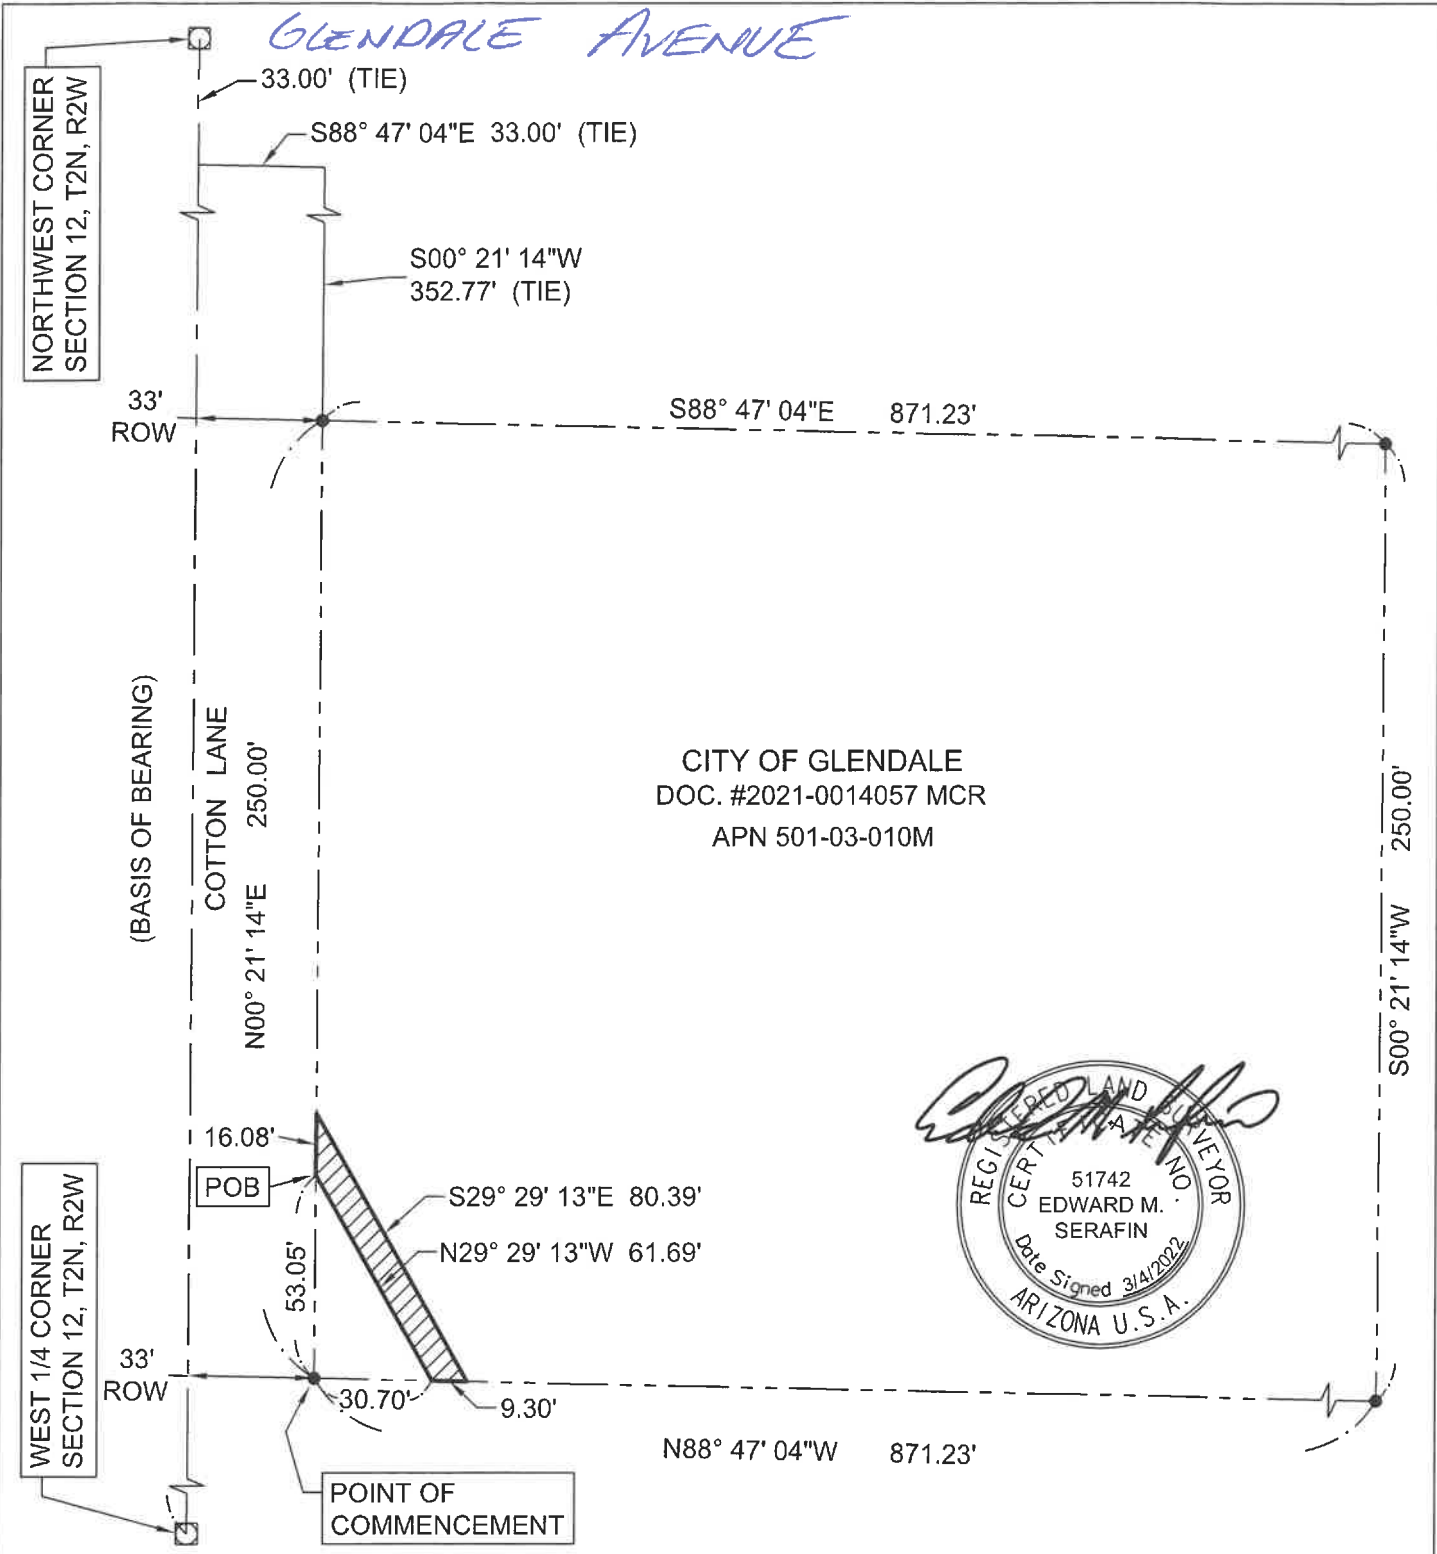 GLENDALE AVENUE
NORTHWEST CORNER
SECTION 12, T2N, R2W
33.00' (TIE)
S88° 47' 04"E 33.00' (TIE)
S00° 21' 14"W
352.77' (TIE)
33'
ROW
S88° 47' 04"E 871.23'
(BASIS OF BEARING)
COTTON LANE
N00° 21' 14"E 250.00'
CITY OF GLENDALE
DOC. #2021-0014057 MCR
APN 501-03-010M
S00° 21' 14"W 250.00'
16.08'
POB
S29° 29' 13"E 80.39'
N29° 29' 13"W 61.69'
53.05'
REGISTERED LAND SURVEYOR
CERTIFICATE NO.
51742
EDWARD M.
SERAFIN
Date Signed 3/4/2022
ARIZONA U.S.A.
WEST 1/4 CORNER
SECTION 12, T2N, R2W
33'
ROW
30.70'
9.30'
N88° 47' 04"W 871.23'
POINT OF
COMMENCEMENT